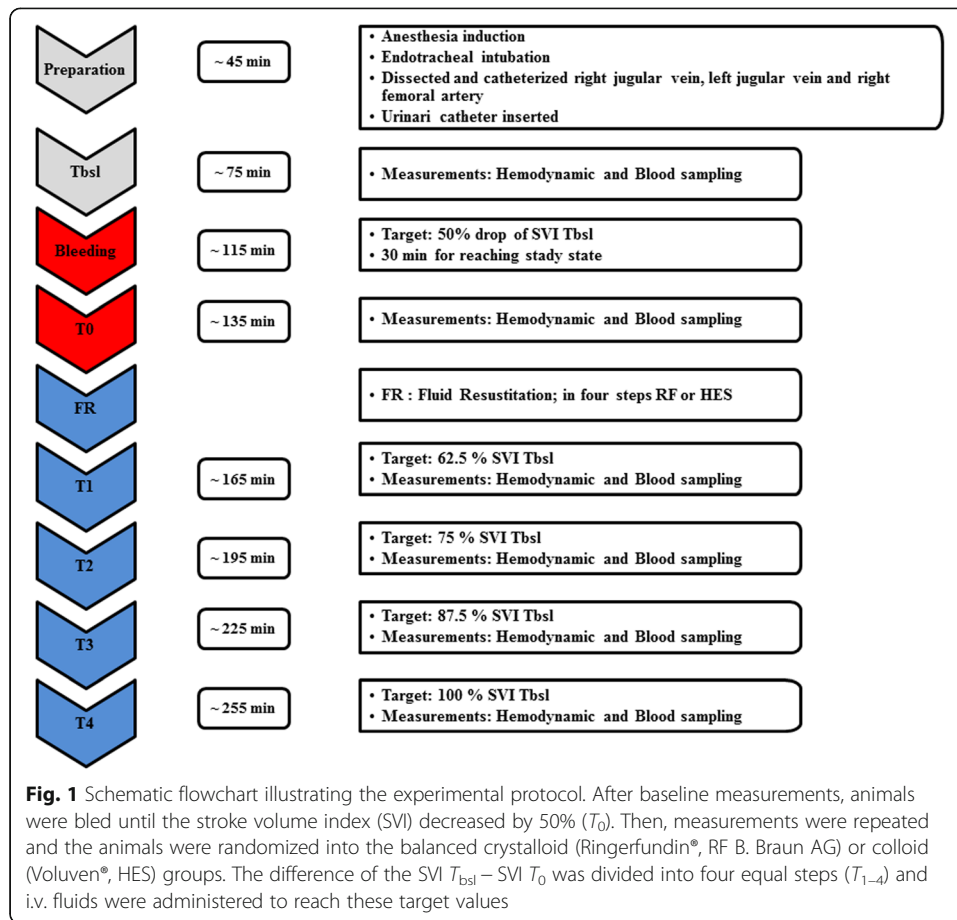 Preparation
~ 45 min
• Anesthesia induction
• Endotracheal intubation
• Dissected and catheterized right jugular vein, left jugular vein and right
femoral artery
• Urinari catheter inserted
Tbsl
~ 75 min
• Measurements: Hemodynamic and Blood sampling
Bleeding
~ 115 min
• Target: 50% drop of SVI Tbsl
• 30 min for reaching stady state
T0
~ 135 min
• Measurements: Hemodynamic and Blood sampling
FR
• FR : Fluid Resustitation; in four steps RF or HES
T1
~ 165 min
• Target: 62.5 % SVI Tbsl
• Measurements: Hemodynamic and Blood sampling
T2
~ 195 min
• Target: 75 % SVI Tbsl
• Measurements: Hemodynamic and Blood sampling
T3
~ 225 min
• Target: 87.5 % SVI Tbsl
• Measurements: Hemodynamic and Blood sampling
T4
~ 255 min
• Target: 100 % SVI Tbsl
• Measurements: Hemodynamic and Blood sampling
Fig. 1 Schematic flowchart illustrating the experimental protocol. After baseline measurements, animals
were bled until the stroke volume index (SVI) decreased by 50% (T0). Then, measurements were repeated
and the animals were randomized into the balanced crystalloid (Ringerfundin®, RF B. Braun AG) or colloid
(Voluven®, HES) groups. The difference of the SVI Tbsl – SVI T0 was divided into four equal steps (T1–4) and
i.v. fluids were administered to reach these target values